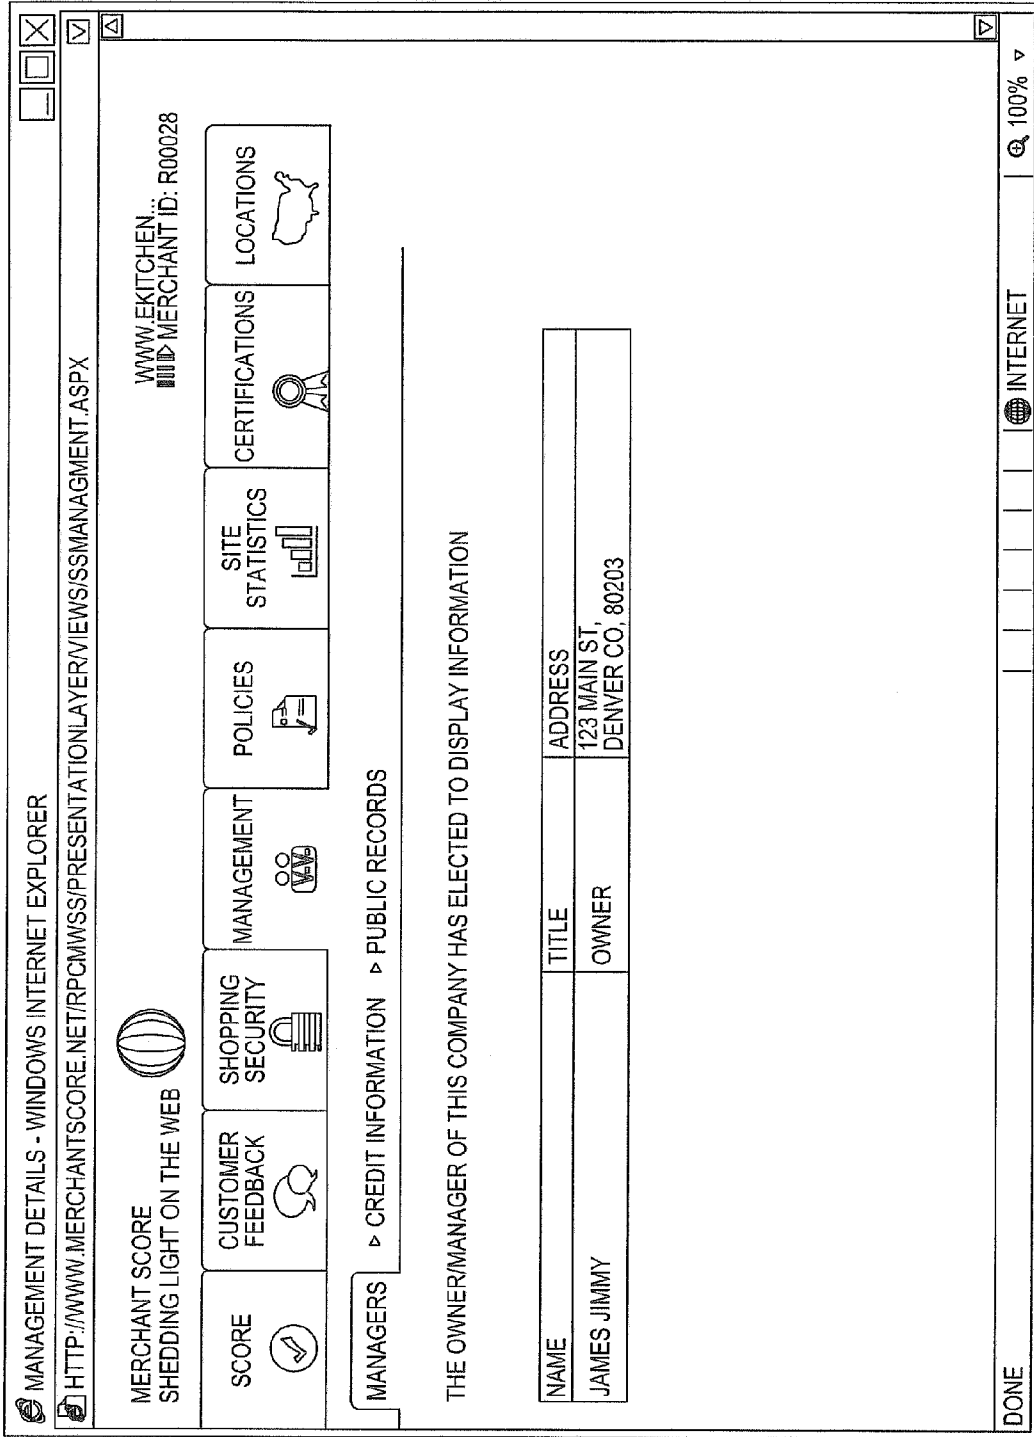 MANAGEMENT DETAILS - WINDOWS INTERNET EXPLORER
HTTP://WWW.MERCHANTSCORE.NET/RPCMWSS/PRESENTATIONLAYER/VIEWS/SSMANAGMENT.ASPX
MERCHANT SCORE
SHEDDING LIGHT ON THE WEB
WWW.EKITCHEN...
MERCHANT ID: R00028
SCORE
CUSTOMER
FEEDBACK
SHOPPING
SECURITY
MANAGEMENT
POLICIES
SITE
STATISTICS
CERTIFICATIONS
LOCATIONS
MANAGERS
CREDIT INFORMATION
PUBLIC RECORDS
THE OWNER/MANAGER OF THIS COMPANY HAS ELECTED TO DISPLAY INFORMATION
NAME TITLE ADDRESS
JAMES JIMMY OWNER 123 MAIN ST,
DENVER CO, 80203
DONE INTERNET 100%